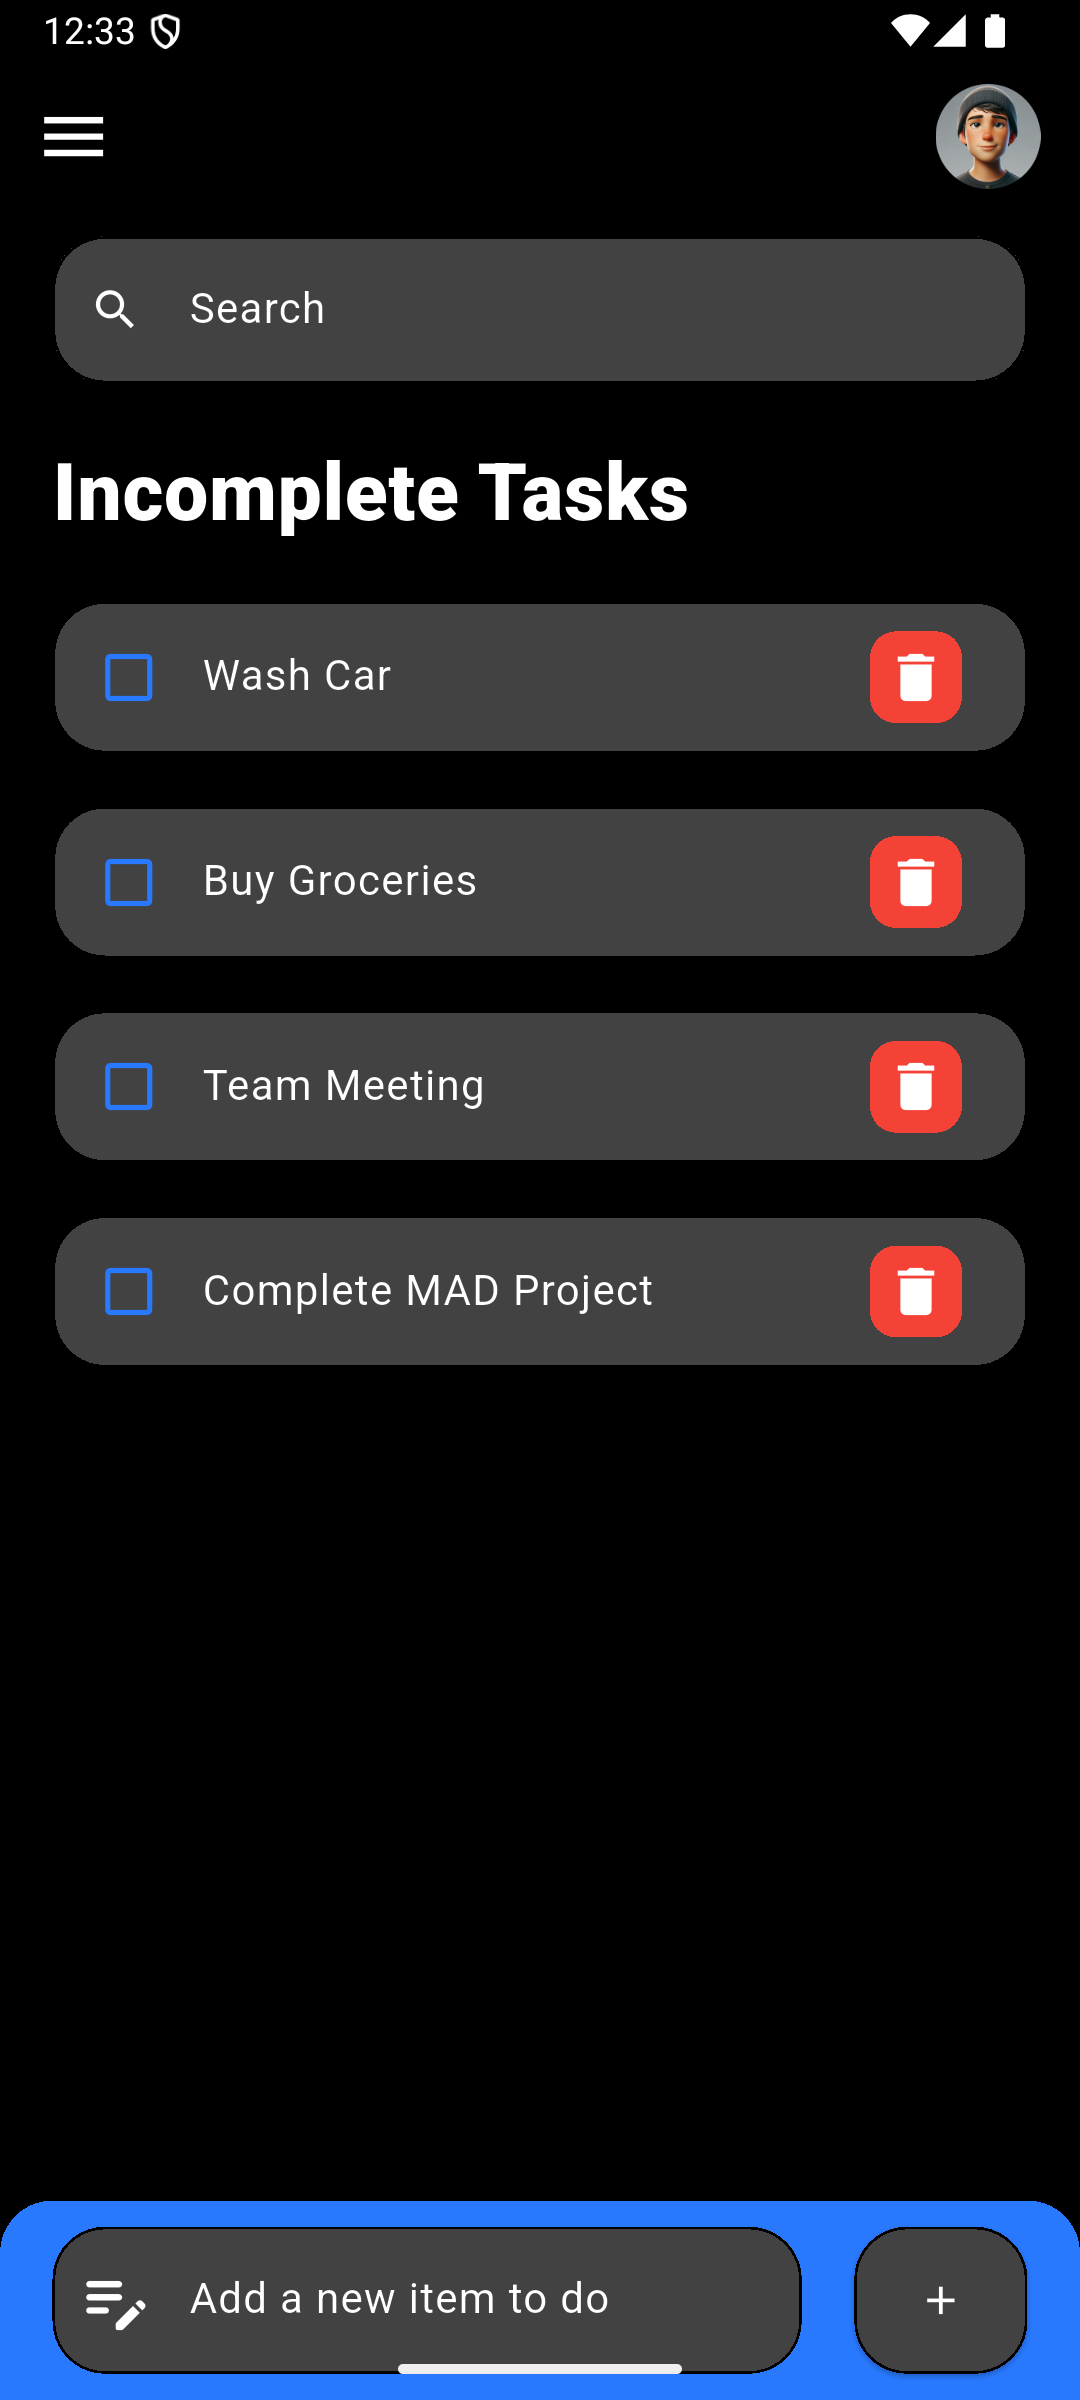 12:33
Search
Incomplete Tasks
Wash Car
Buy Groceries
Team Meeting
Complete MAD Project
Add a new item to do
+